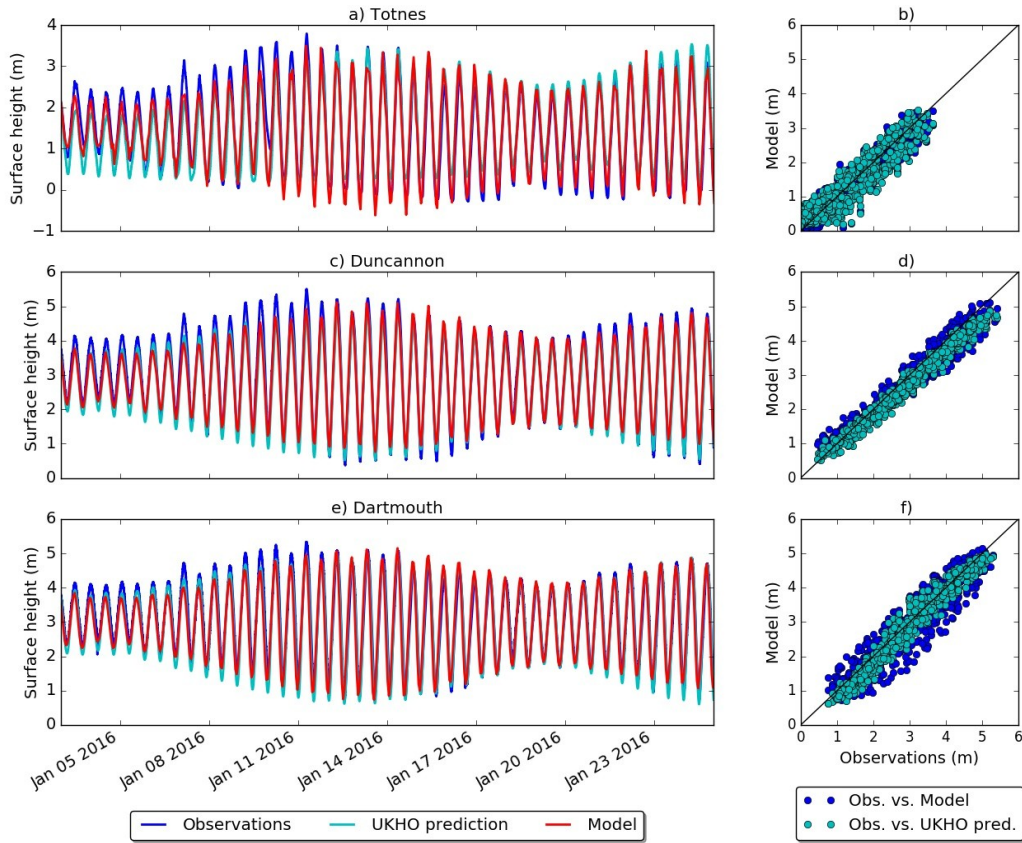 a) Totnes
b)
Surface height (m)
4
3
2
1
0
−1
Model (m)
6
5
4
3
2
1
0
c) Duncannon
d)
Surface height (m)
6
5
4
3
2
1
0
Model (m)
6
5
4
3
2
1
0
e) Dartmouth
f)
Surface height (m)
6
5
4
3
2
1
0
Model (m)
6
5
4
3
2
1
0
Jan 05 2016
Jan 08 2016
Jan 11 2016
Jan 14 2016
Jan 17 2016
Jan 20 2016
Jan 23 2016
0 1 2 3 4 5 6
Observations (m)
Observations UKHO prediction Model
Obs. vs. Model
Obs. vs. UKHO pred.